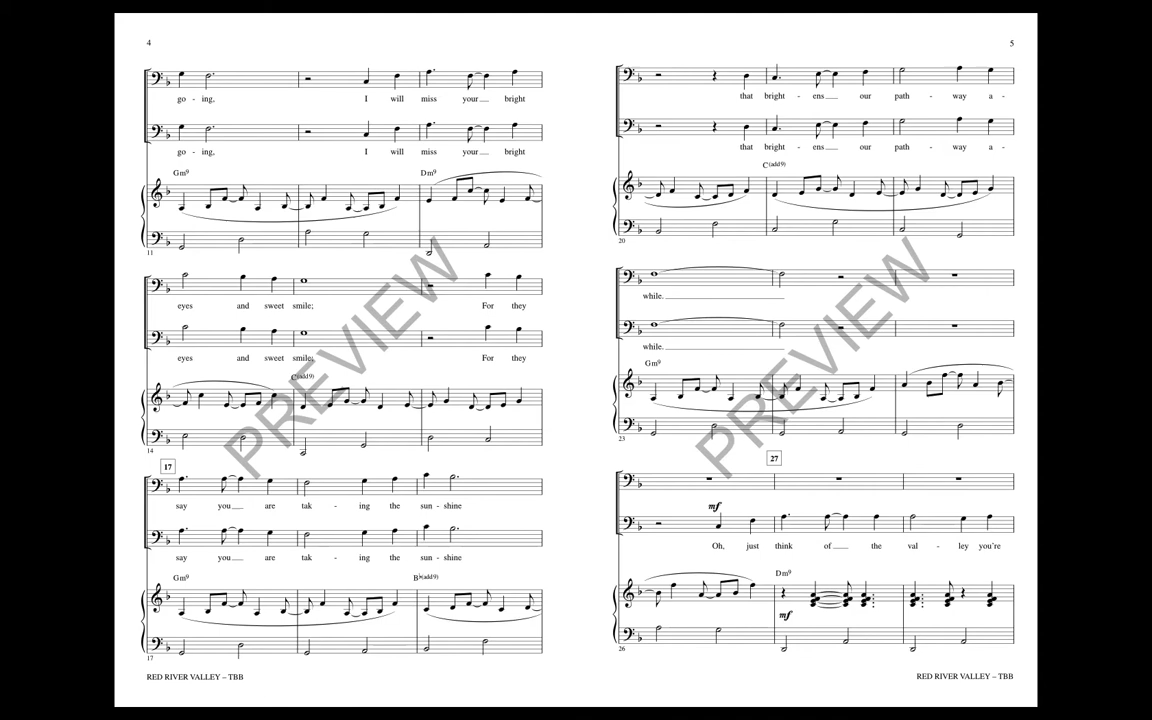 4
go - ing, I will miss your bright
go - ing, I will miss your bright
Gm9 Dm9
11
eyes and sweet smile; For they
eyes and sweet smile; For they
C(add9)
14
17
say you are tak - ing the sun - shine
say you are tak - ing the sun - shine
Gm9 B♭(add9)
17
RED RIVER VALLEY – TBB
PREVIEW
5
that bright - ens our path - way a -
that bright - ens our path - way a -
C(add9)
20
while.
while.
Gm9
23
27
mf
Oh, just think of the val - ley you're
Dm9
mf
26
RED RIVER VALLEY – TBB
PREVIEW